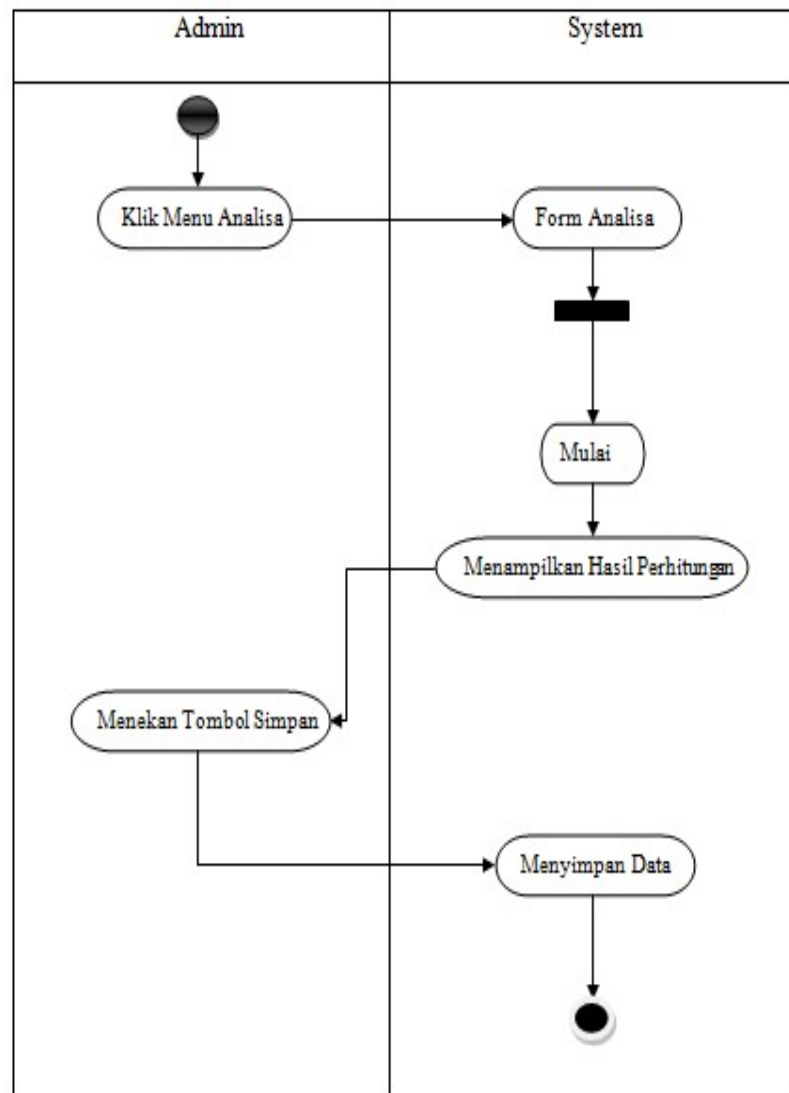 Admin
System
Klik Menu Analisa
Form Analisa
Mulai
Menampilkan Hasil Perhitungan
Menekan Tombol Simpan
Menyimpan Data